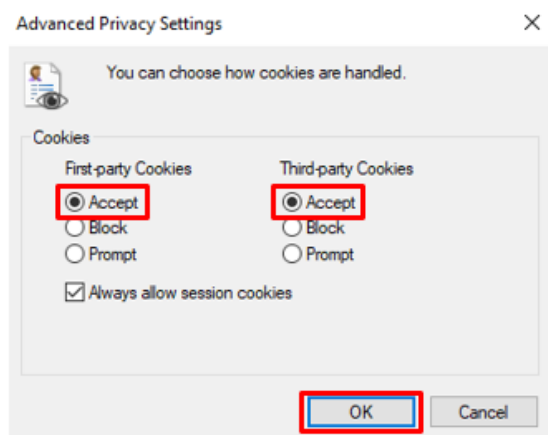 Advanced Privacy Settings
You can choose how cookies are handled.
Cookies
First-party Cookies Third-party Cookies
Accept Accept
Block Block
Prompt Prompt
Always allow session cookies
OK Cancel